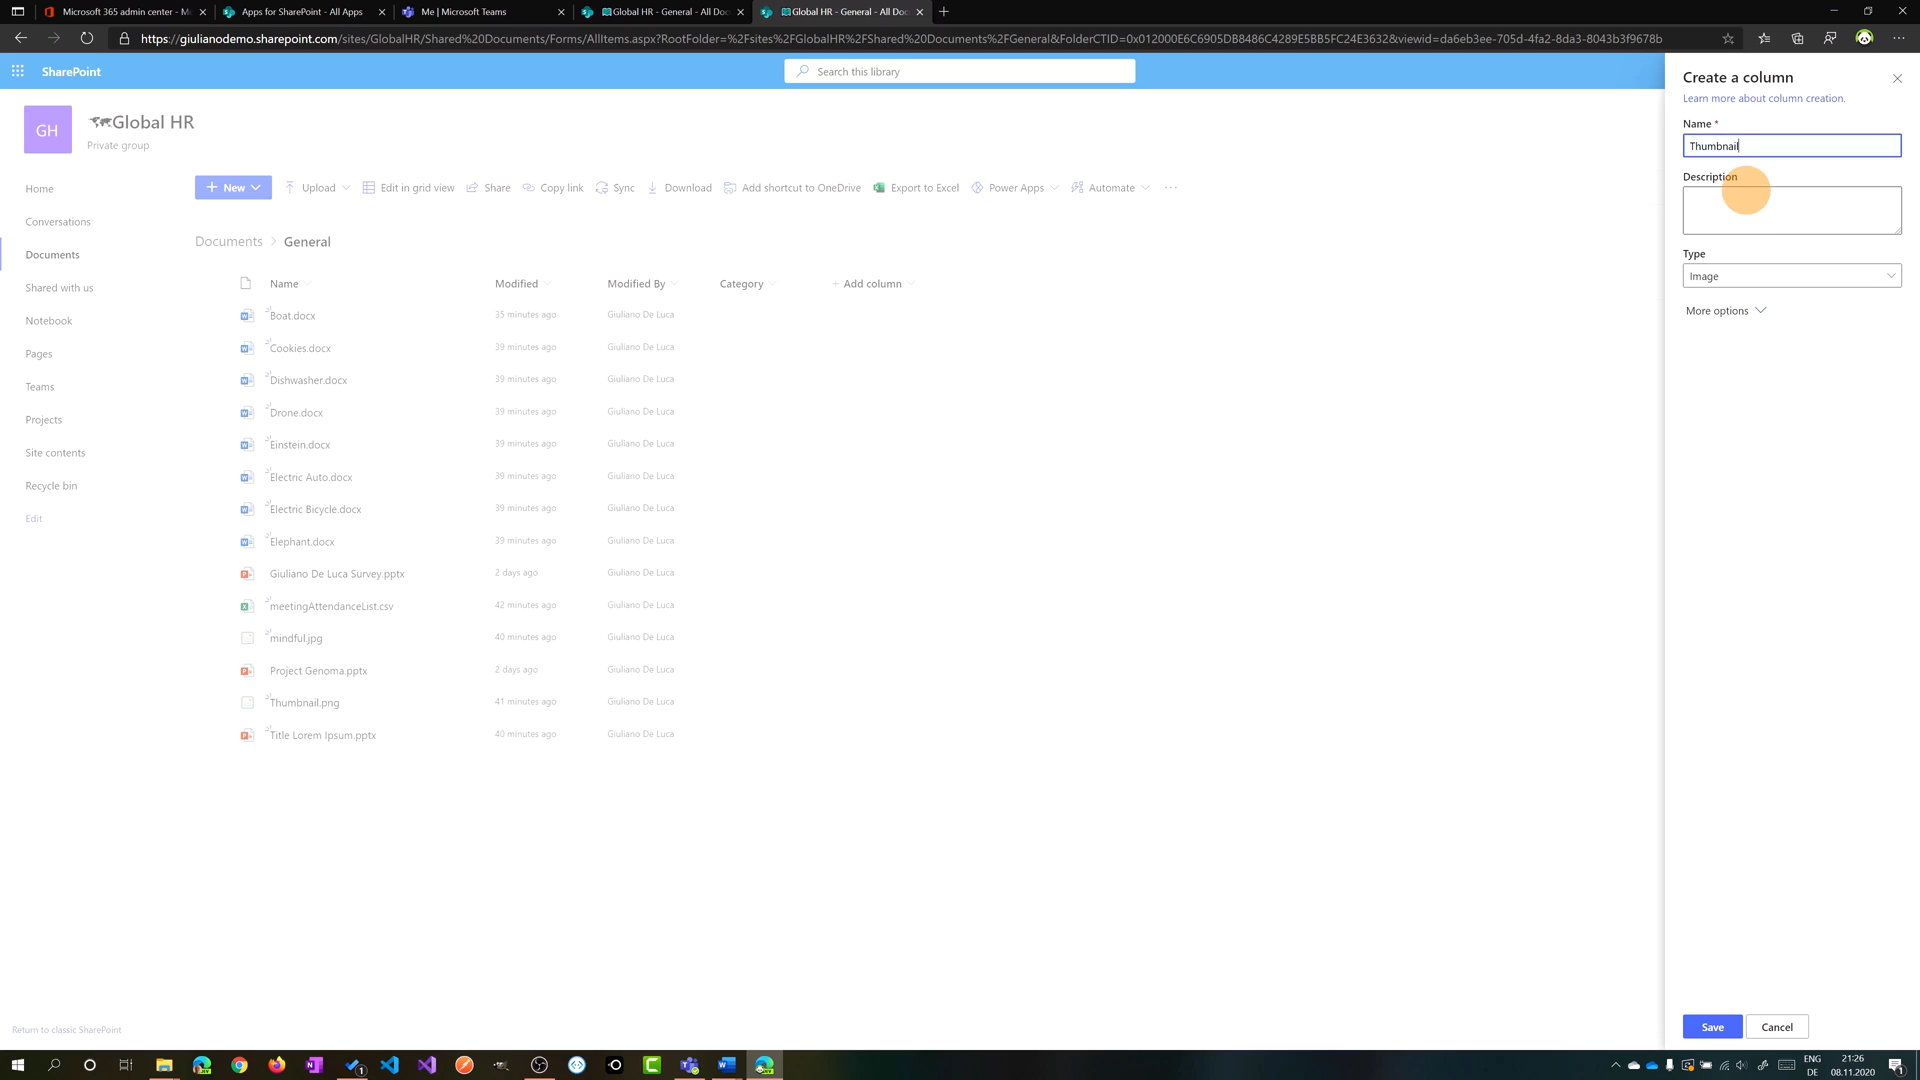 Microsoft 365 admin center - M
Apps for SharePoint - All Apps
Me | Microsoft Teams
Global HR - General - All Doc
Global HR - General - All Doc
https://giulianodemo.sharepoint.com/sites/GlobalHR/Shared%20Documents/Forms/AllItems.aspx?RootFolder=%2Fsites%2FGlobalHR%2FShared%20Documents%2FGeneral&FolderCTID=0x012000E6C6905DB8486C4289E5BB5FC24E3632&viewid=da6eb3ee-705d-4fa2-8da3-8043b3f9678b
SharePoint
Search this library
GH
Global HR
Private group
Home
Conversations
Documents
Shared with us
Notebook
Pages
Teams
Projects
Site contents
Recycle bin
Edit
New
Upload
Edit in grid view
Share
Copy link
Sync
Download
Add shortcut to OneDrive
Export to Excel
Power Apps
Automate
Documents > General
Name Modified Modified By Category + Add column
Boat.docx 35 minutes ago Giuliano De Luca
Cookies.docx 39 minutes ago Giuliano De Luca
Dishwasher.docx 39 minutes ago Giuliano De Luca
Drone.docx 39 minutes ago Giuliano De Luca
Einstein.docx 39 minutes ago Giuliano De Luca
Electric Auto.docx 39 minutes ago Giuliano De Luca
Electric Bicycle.docx 39 minutes ago Giuliano De Luca
Elephant.docx 39 minutes ago Giuliano De Luca
Giuliano De Luca Survey.pptx 2 days ago Giuliano De Luca
meetingAttendanceList.csv 42 minutes ago Giuliano De Luca
mindful.jpg 40 minutes ago Giuliano De Luca
Project Genoma.pptx 2 days ago Giuliano De Luca
Thumbnail.png 41 minutes ago Giuliano De Luca
Title Lorem Ipsum.pptx 40 minutes ago Giuliano De Luca
Return to classic SharePoint
Create a column
Learn more about column creation.
Name *
Thumbnail
Description
Type
Image
More options
Save
Cancel
ENG
DE
21:26
08.11.2020